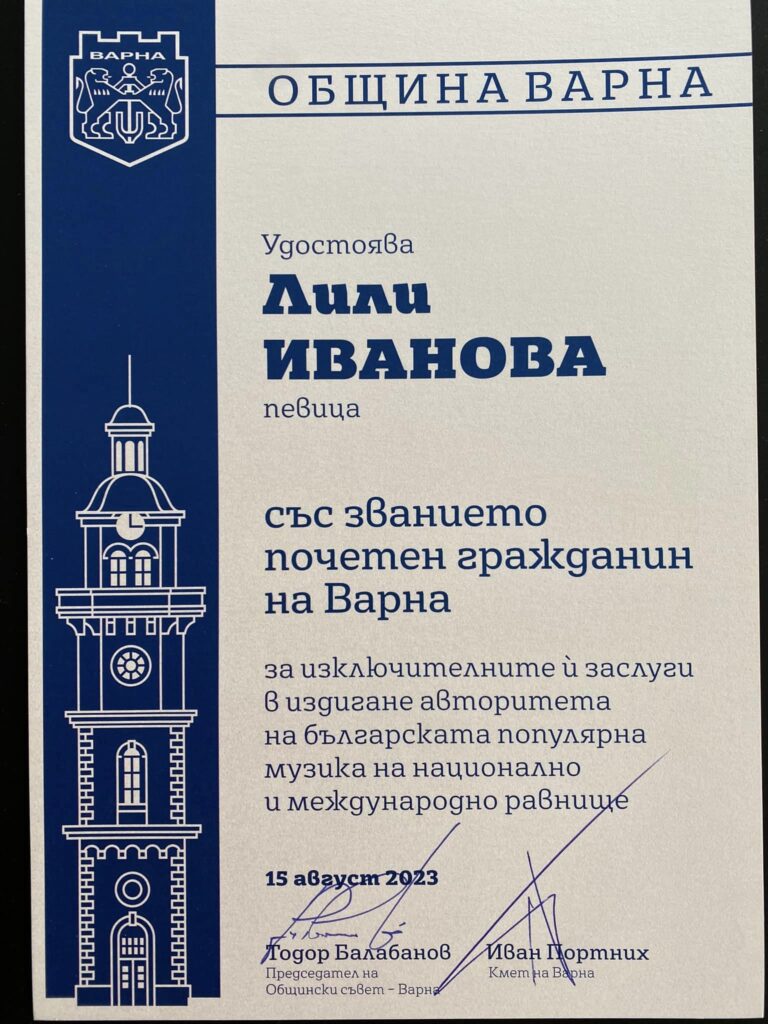 ВАРНА
ОБЩИНА ВАРНА
Удостоява
Лили
ИВАНОВА
певица
със званието
почетен гражданин
на Варна
за изключителните ѝ заслуги
в издигане авторитета
на българската популярна
музика на национално
и международно равнище
15 август 2023
Тодор Балабанов
Председател на
Общински съвет – Варна
Иван Портних
Кмет на Варна